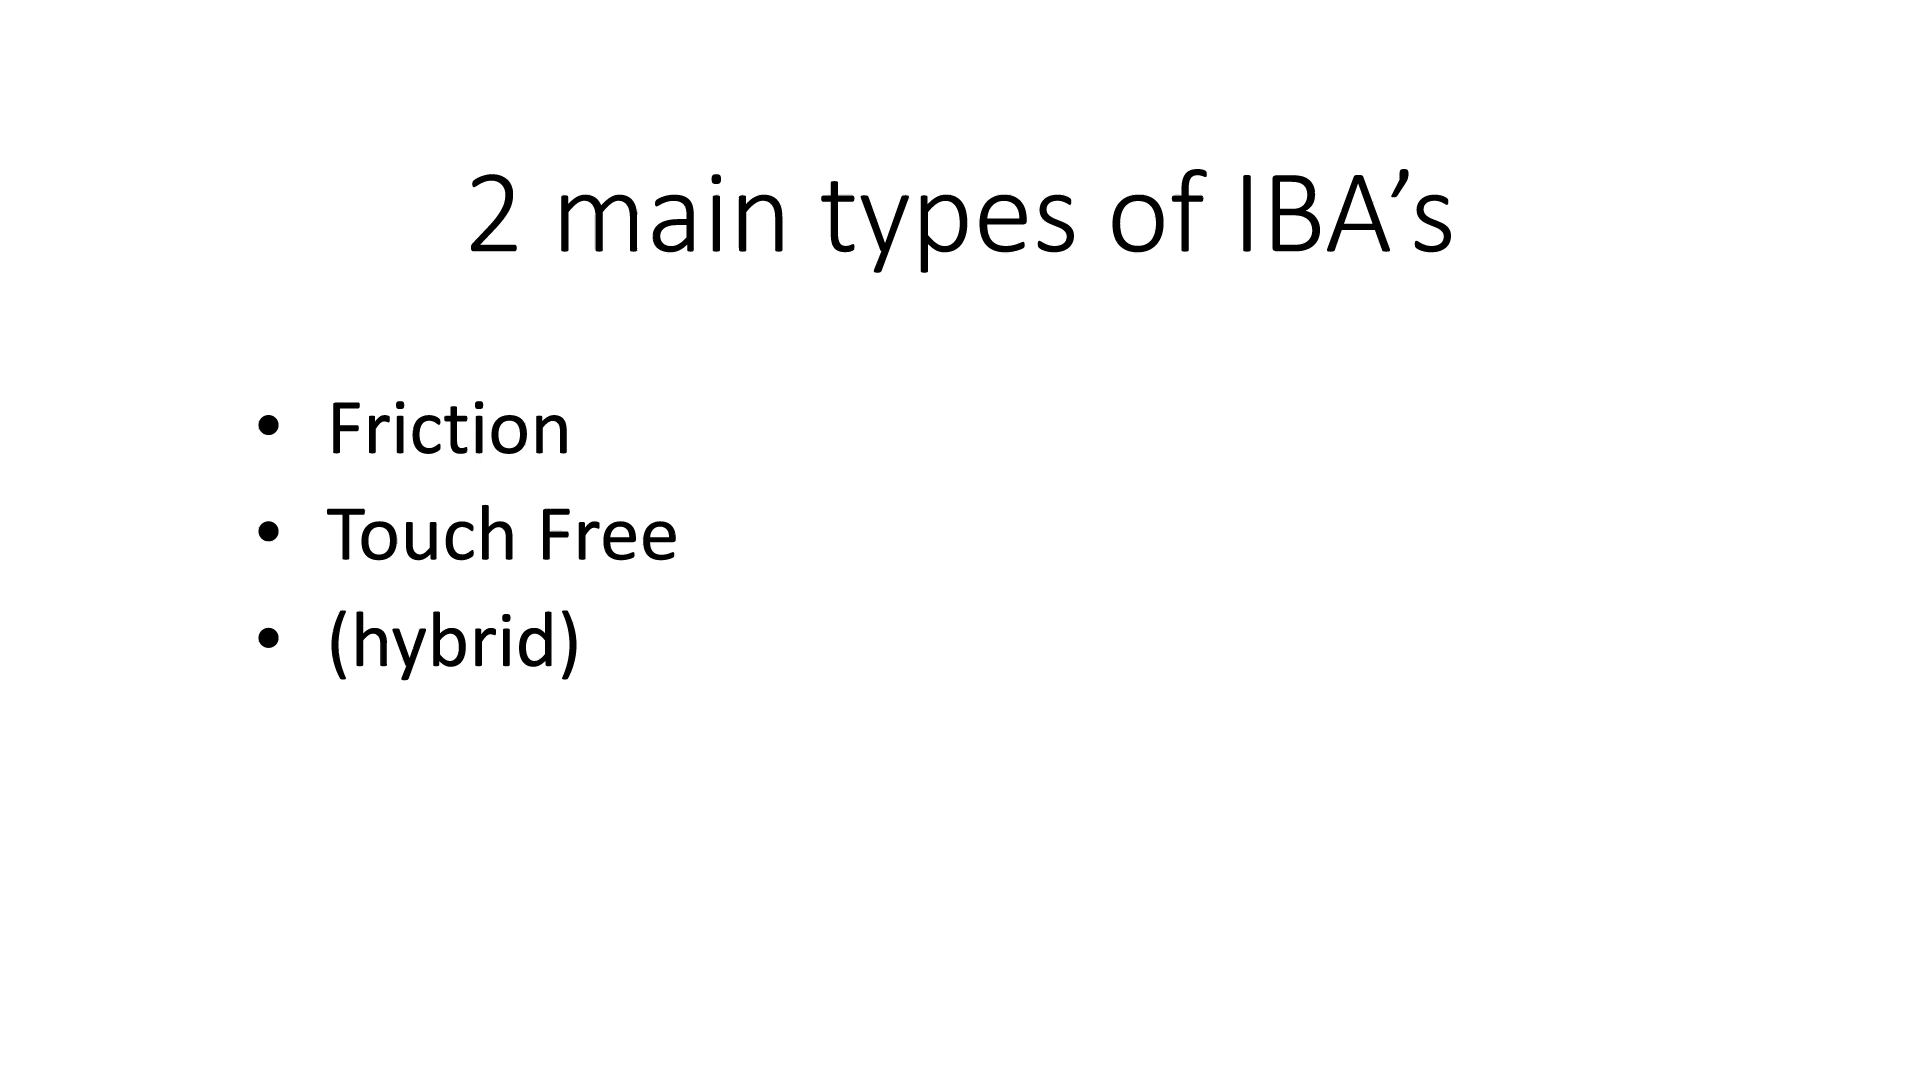 2 main types of IBA’s
• Friction
• Touch Free
• (hybrid)